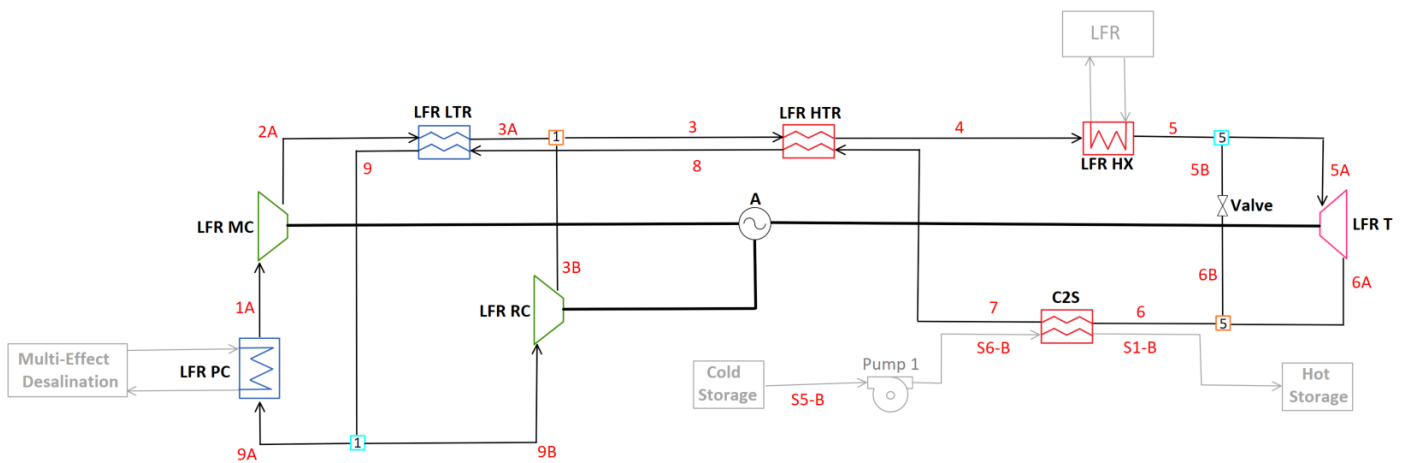 LFR
LFR LTR
LFR HTR
2A
3A
1
3
4
5
5
9
8
LFR HX
5B
5A
A
Valve
LFR MC
LFR T
3B
6B
6A
1A
LFR RC
C2S
7
6
5
Multi-Effect
Desalination
LFR PC
S6-B
S1-B
Pump 1
Cold
Storage
Hot
Storage
S5-B
1
9A
9B